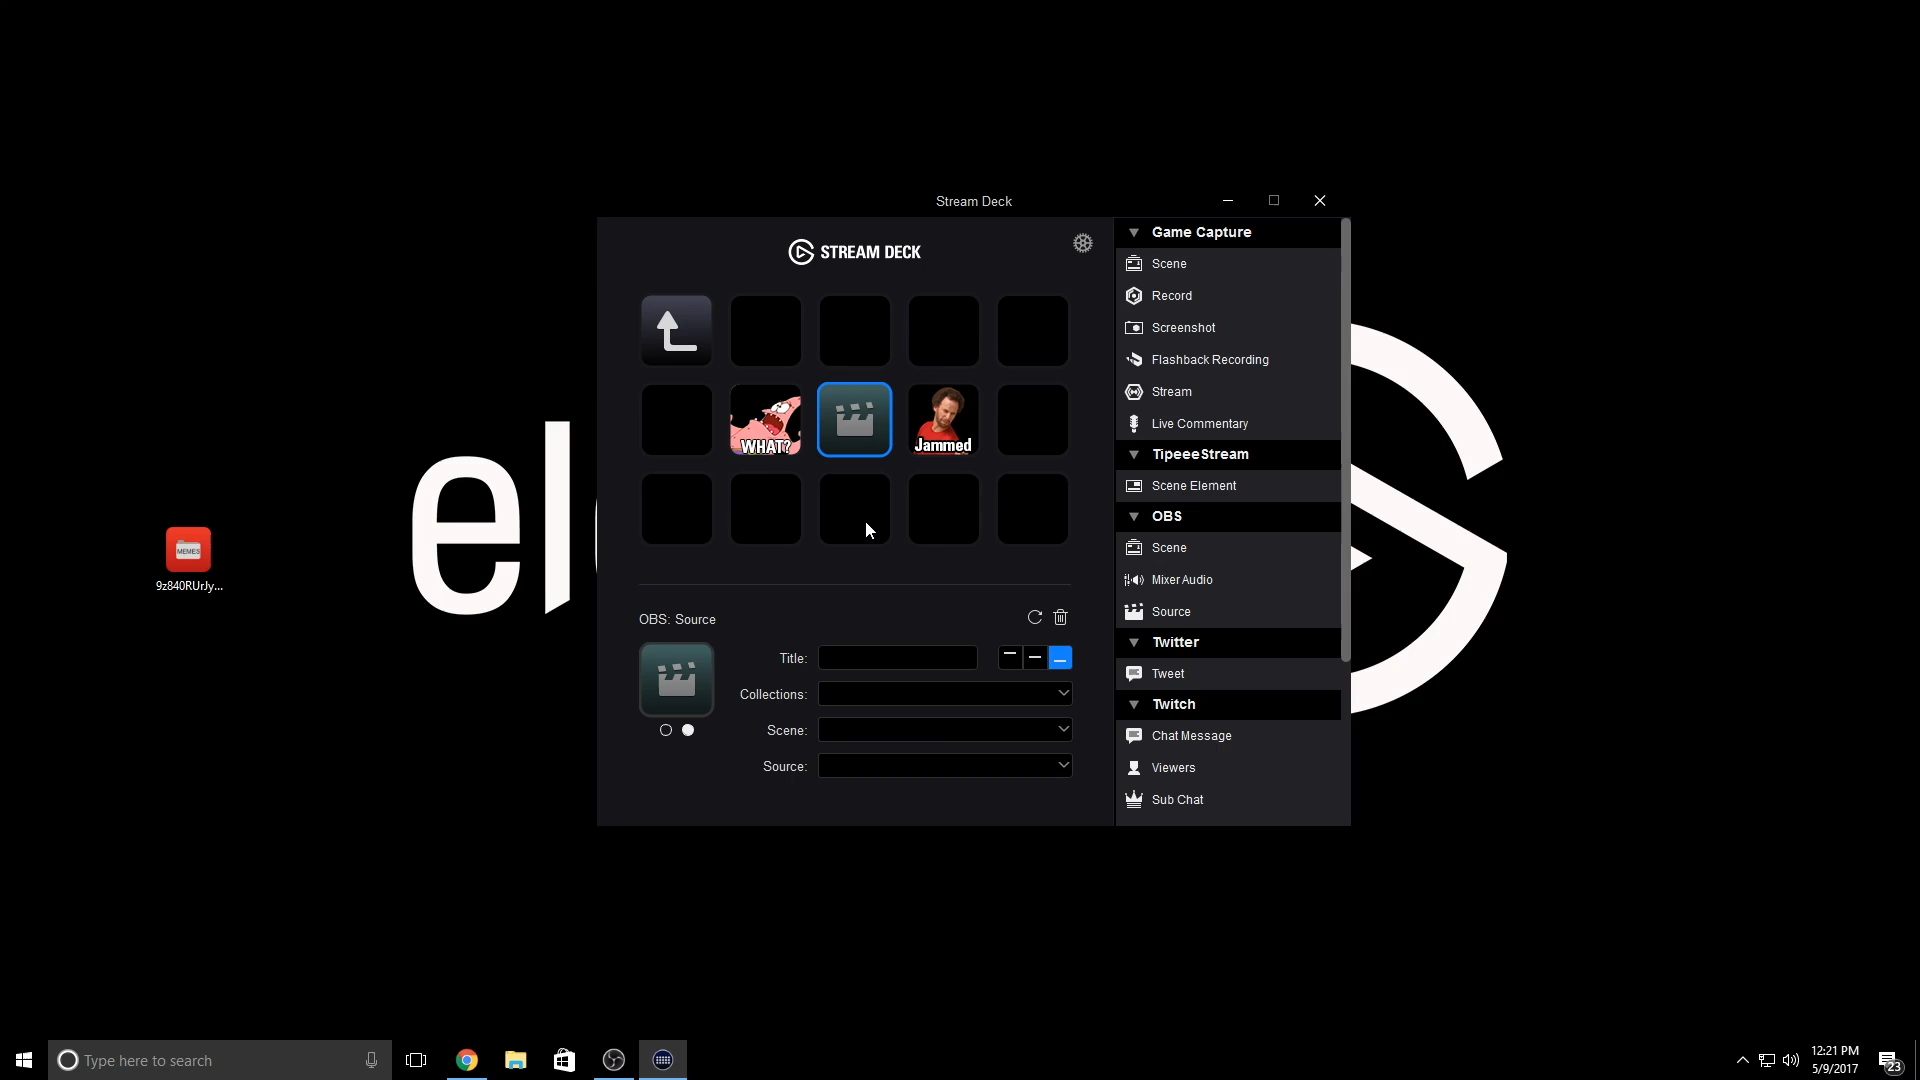 Stream Deck
STREAM DECK
WHAT?
Jammed
OBS: Source
Title:
Collections:
Scene:
Source:
Game Capture
Scene
Record
Screenshot
Flashback Recording
Stream
Live Commentary
TipeeeStream
Scene Element
OBS
Scene
Mixer Audio
Source
Twitter
Tweet
Twitch
Chat Message
Viewers
Sub Chat
el
MEMES
9z840RUrJy...
Type here to search
12:21 PM
5/9/2017
23